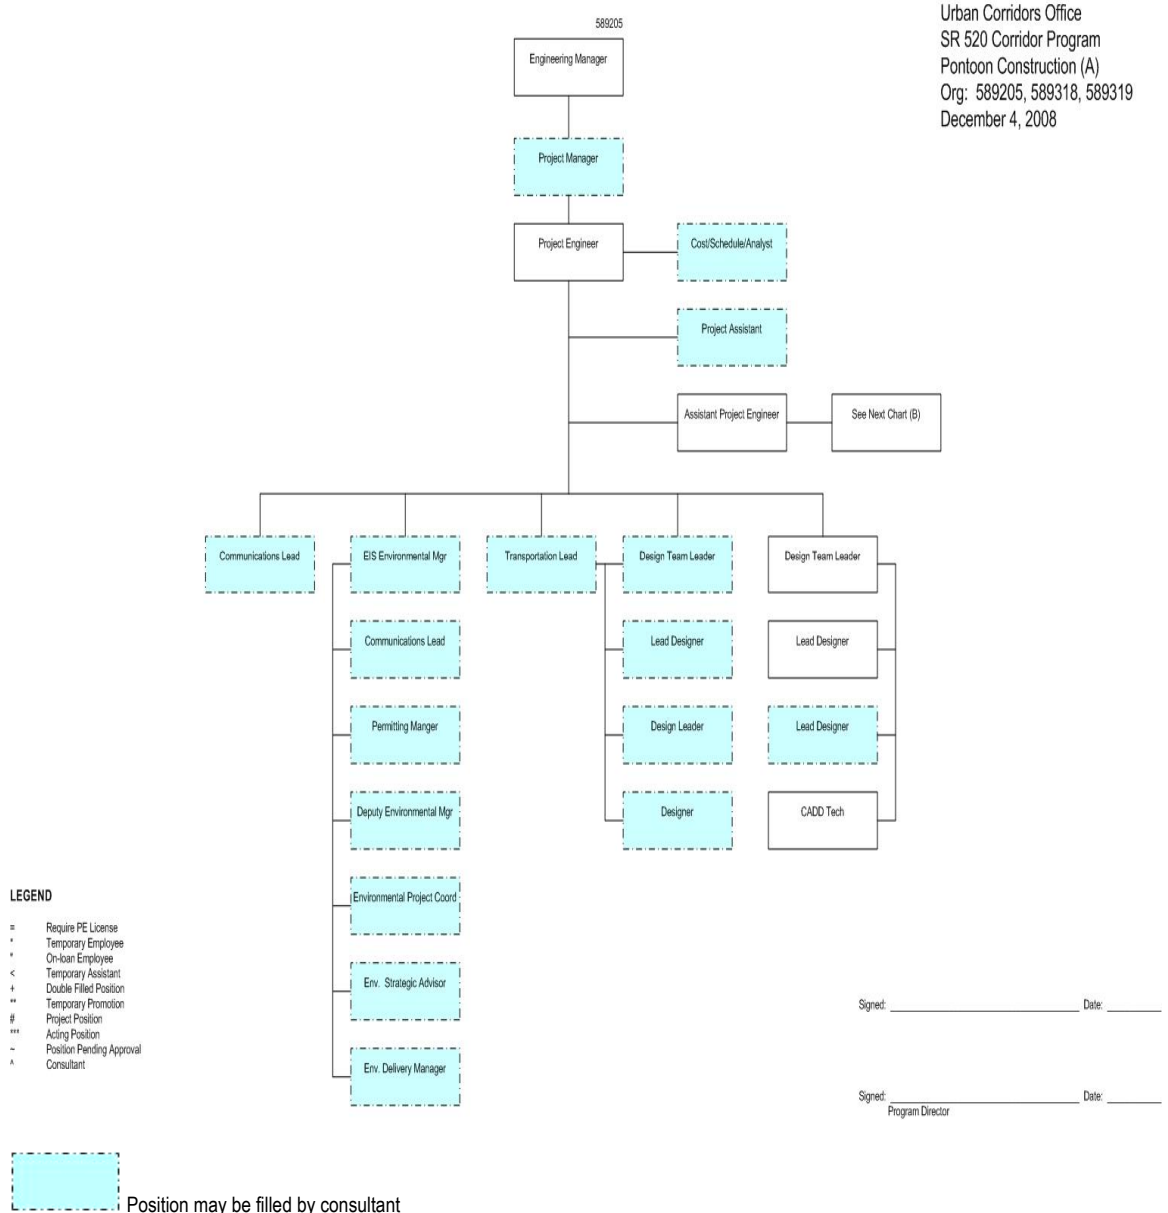 Urban Corridors Office
SR 520 Corridor Program
Pontoon Construction (A)
Org: 589205, 589318, 589319
December 4, 2008
589205
Engineering Manager
Project Manager
Project Engineer
Cost/Schedule/Analyst
Project Assistant
Assistant Project Engineer
See Next Chart (B)
Communications Lead
EIS Environmental Mgr
Transportation Lead
Design Team Leader
Design Team Leader
Communications Lead
Lead Designer
Lead Designer
Permitting Manger
Design Leader
Lead Designer
Deputy Environmental Mgr
Designer
CADD Tech
Environmental Project Coord
Env. Strategic Advisor
Env. Delivery Manager
LEGEND
= Require PE License
* Temporary Employee
° On-loan Employee
< Temporary Assistant
+ Double Filled Position
** Temporary Promotion
# Project Position
*** Acting Position
~ Position Pending Approval
^ Consultant
Signed: Date:
Signed: Date:
Program Director
Position may be filled by consultant